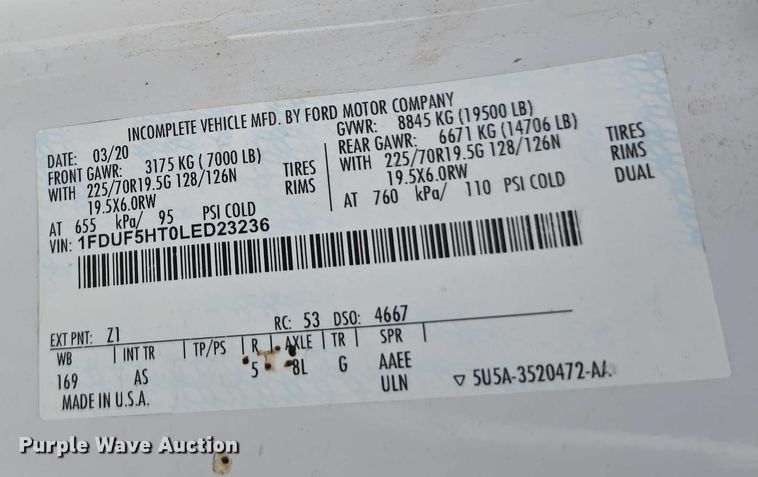 INCOMPLETE VEHICLE MFD. BY FORD MOTOR COMPANY
DATE: 03/20 GVWR: 8845 KG (19500 LB)
FRONT GAWR: 3175 KG ( 7000 LB) REAR GAWR: 6671 KG (14706 LB)
WITH 225/70R19.5G 128/126N TIRES WITH 225/70R19.5G 128/126N TIRES
19.5X6.0RW RIMS 19.5X6.0RW RIMS
AT 655 kPa/ 95 PSI COLD AT 760 kPa/ 110 PSI COLD DUAL
VIN: 1FDUF5HT0LED23236
EXT PNT: Z1 RC: 53 DSO: 4667
WB INT TR TP/PS R AXLE TR SPR
169 AS 5 8L G AAEE
MADE IN U.S.A. ULN ▽ 5U5A-3520472-AA
Purple Wave Auction